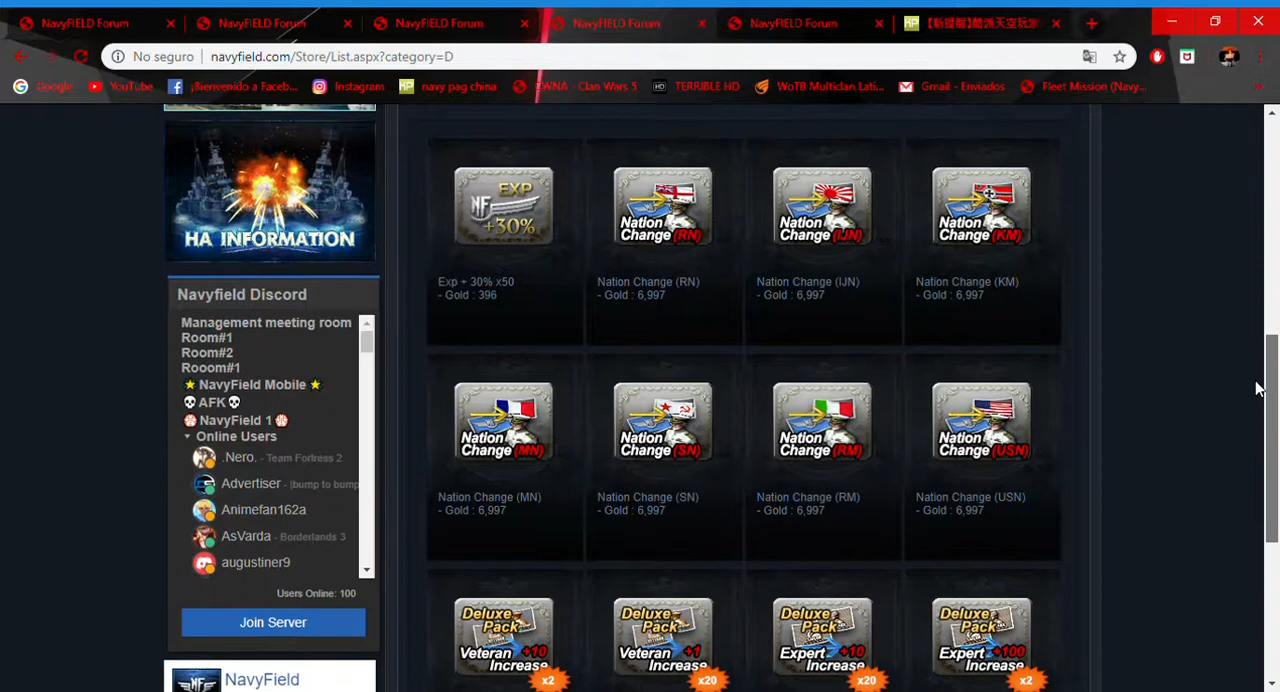 NavyFIELD Forum
NavyFIELD Forum
NavyFIELD Forum
NavyFIELD Forum
NavyFIELD Forum
No seguro
navyfield.com/Store/List.aspx?category=D
Google
YouTube
¡Bienvenido a Faceb...
Instagram
navy pag china
EWNA - Clan Wars 5
TERRIBLE HD
WoTB Multiclan Lati...
Gmail - Enviados
Fleet Mission (Navy...
HA INFORMATION
Navyfield Discord
Management meeting room
Room#1
Room#2
Rooom#1
NavyField Mobile
AFK
NavyField 1
Online Users
.Nero. - Team Fortress 2
Advertiser - |bump to bump
Animefan162a
AsVarda - Borderlands 3
augustiner9
Users Online: 100
Join Server
NavyField
EXP
NF
+30%
Exp + 30% x50
- Gold : 396
Nation
Change (RN)
Nation Change (RN)
- Gold : 6,997
Nation
Change (IJN)
Nation Change (IJN)
- Gold : 6,997
Nation
Change (KM)
Nation Change (KM)
- Gold : 6,997
Nation
Change (MN)
Nation Change (MN)
- Gold : 6,997
Nation
Change (SN)
Nation Change (SN)
- Gold : 6,997
Nation
Change (RM)
Nation Change (RM)
- Gold : 6,997
Nation
Change (USN)
Nation Change (USN)
- Gold : 6,997
Deluxe
Pack
Veteran +10
Increase
x2
Deluxe
Pack
Veteran +1
Increase
x20
Deluxe
Pack
Expert +10
Increase
x20
Deluxe
Pack
Expert +100
Increase
x2